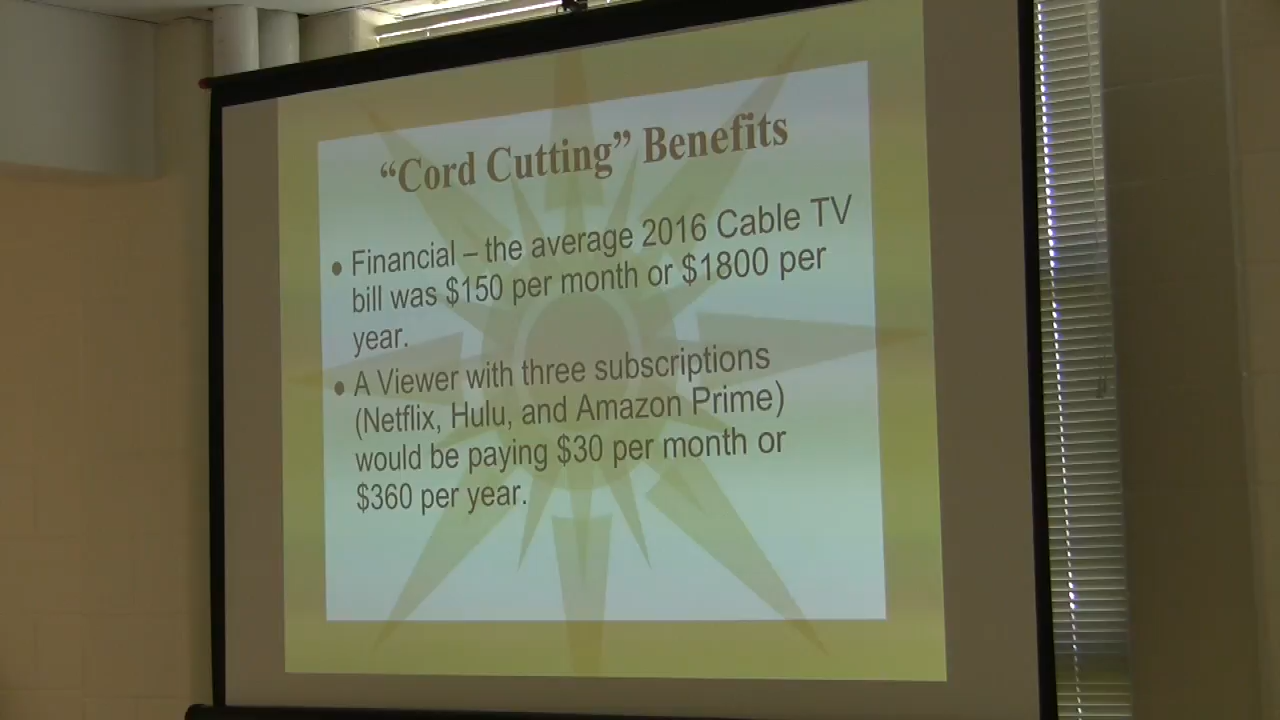 “Cord Cutting” Benefits
• Financial – the average 2016 Cable TV
bill was $150 per month or $1800 per
year.
• A Viewer with three subscriptions
(Netflix, Hulu, and Amazon Prime)
would be paying $30 per month or
$360 per year.